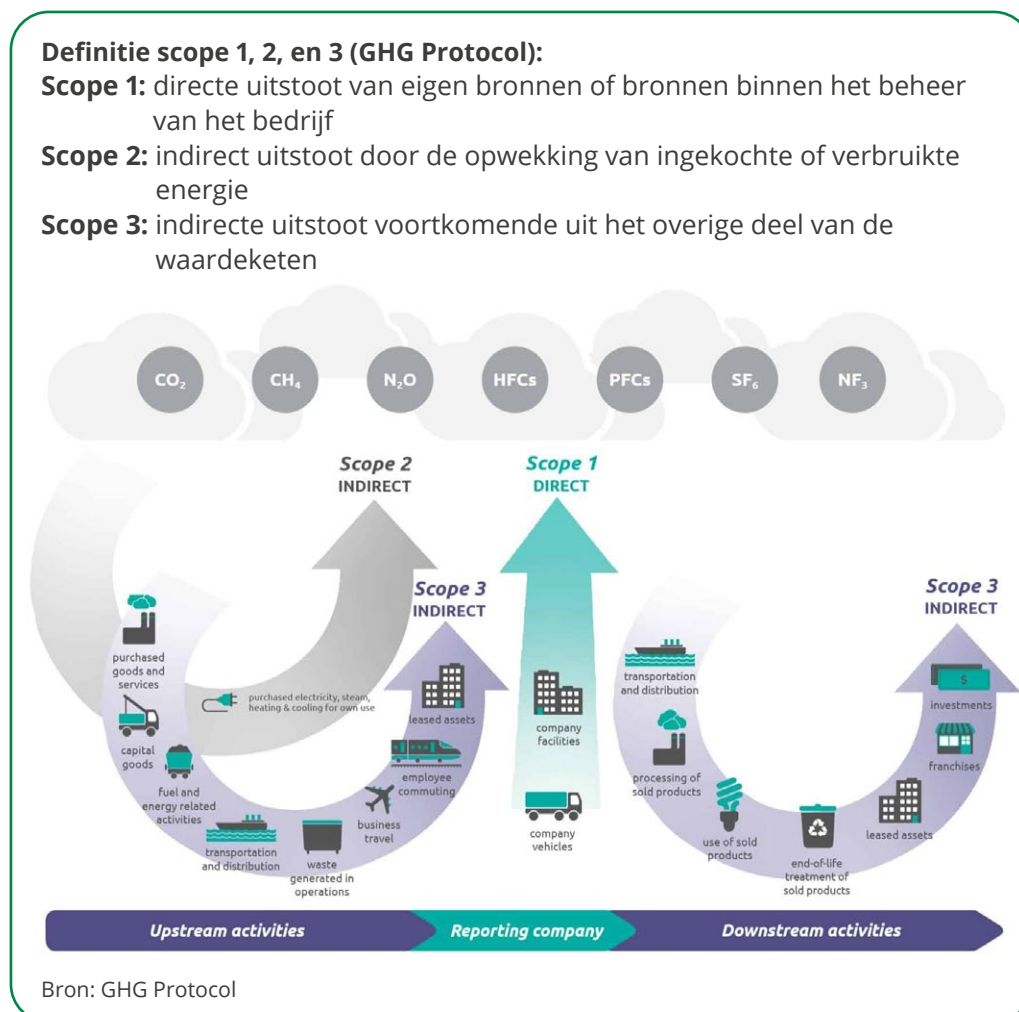 Definitie scope 1, 2, en 3 (GHG Protocol):
Scope 1: directe uitstoot van eigen bronnen of bronnen binnen het beheer
van het bedrijf
Scope 2: indirect uitstoot door de opwekking van ingekochte of verbruikte
energie
Scope 3: indirecte uitstoot voortkomende uit het overige deel van de
waardeketen
CO₂ CH₄ N₂O HFCs PFCs SF₆ NF₃
Scope 2
INDIRECT
Scope 1
DIRECT
Scope 3
INDIRECT
Scope 3
INDIRECT
purchased
goods and
services
capital
goods
fuel and
energy related
activities
purchased electricity, steam,
heating & cooling for own use
transportation
and distribution
waste
generated in
operations
business
travel
employee
commuting
leased assets
company
facilities
company
vehicles
transportation
and distribution
processing of
sold products
use of sold
products
end-of-life
treatment of
sold products
leased assets
franchises
$
investments
Upstream activities
Reporting company
Downstream activities
Bron: GHG Protocol